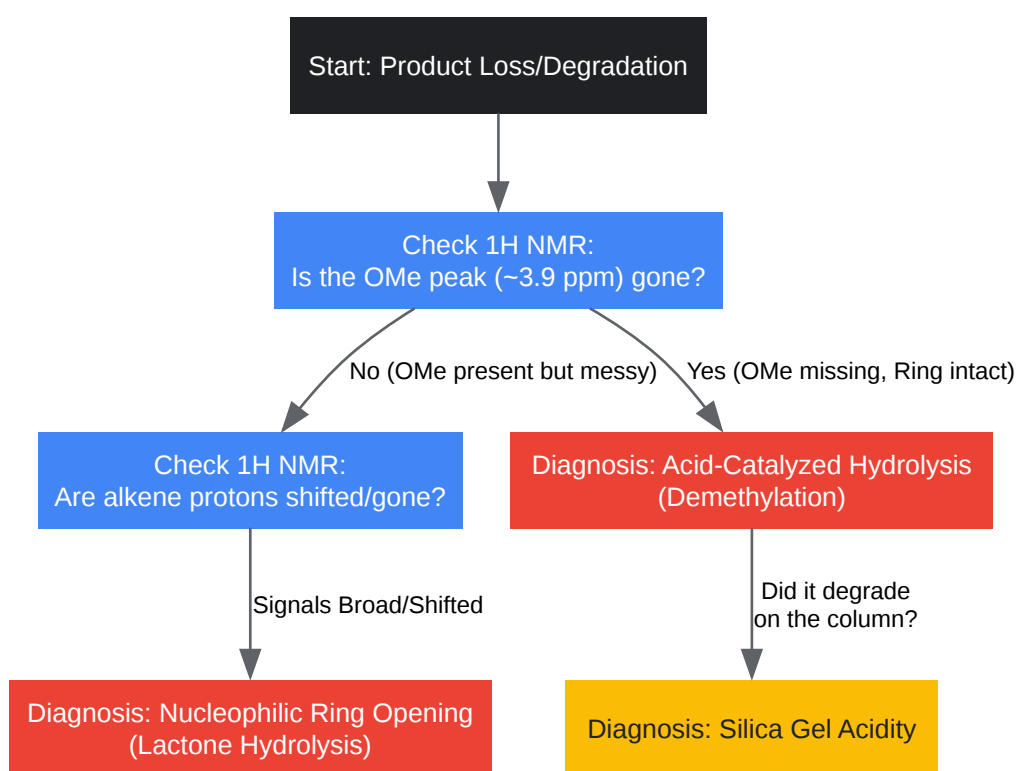 Start: Product Loss/Degradation
Check 1H NMR:
Is the OMe peak (~3.9 ppm) gone?
No (OMe present but messy)
Yes (OMe missing, Ring intact)
Check 1H NMR:
Are alkene protons shifted/gone?
Diagnosis: Acid-Catalyzed Hydrolysis
(Demethylation)
Signals Broad/Shifted
Did it degrade
on the column?
Diagnosis: Nucleophilic Ring Opening
(Lactone Hydrolysis)
Diagnosis: Silica Gel Acidity